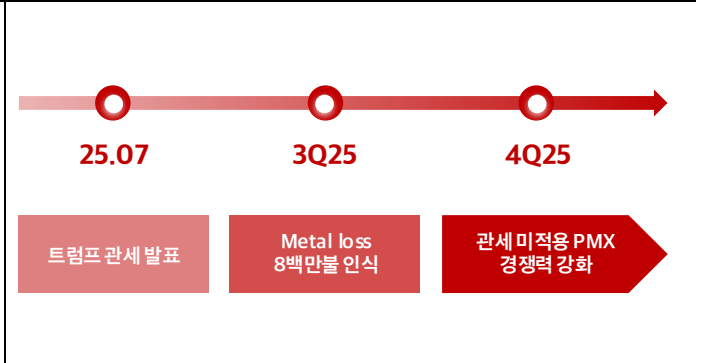 25.07
3Q25
4Q25
트럼프 관세 발표
Metal loss
8백만불 인식
관세 미적용 PMX
경쟁력 강화